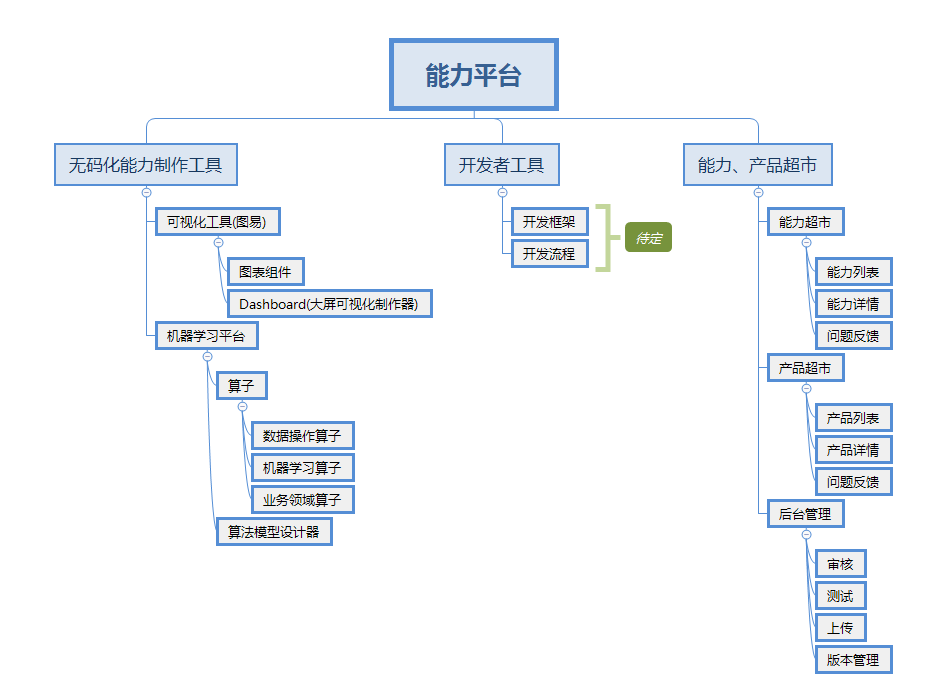 能力平台
无码化能力制作工具
可视化工具(图易)
图表组件
Dashboard(大屏可视化制作器)
机器学习平台
算子
数据操作算子
机器学习算子
业务领域算子
算法模型设计器
开发者工具
开发框架
开发流程
待定
能力、产品超市
能力超市
能力列表
能力详情
问题反馈
产品超市
产品列表
产品详情
问题反馈
后台管理
审核
测试
上传
版本管理